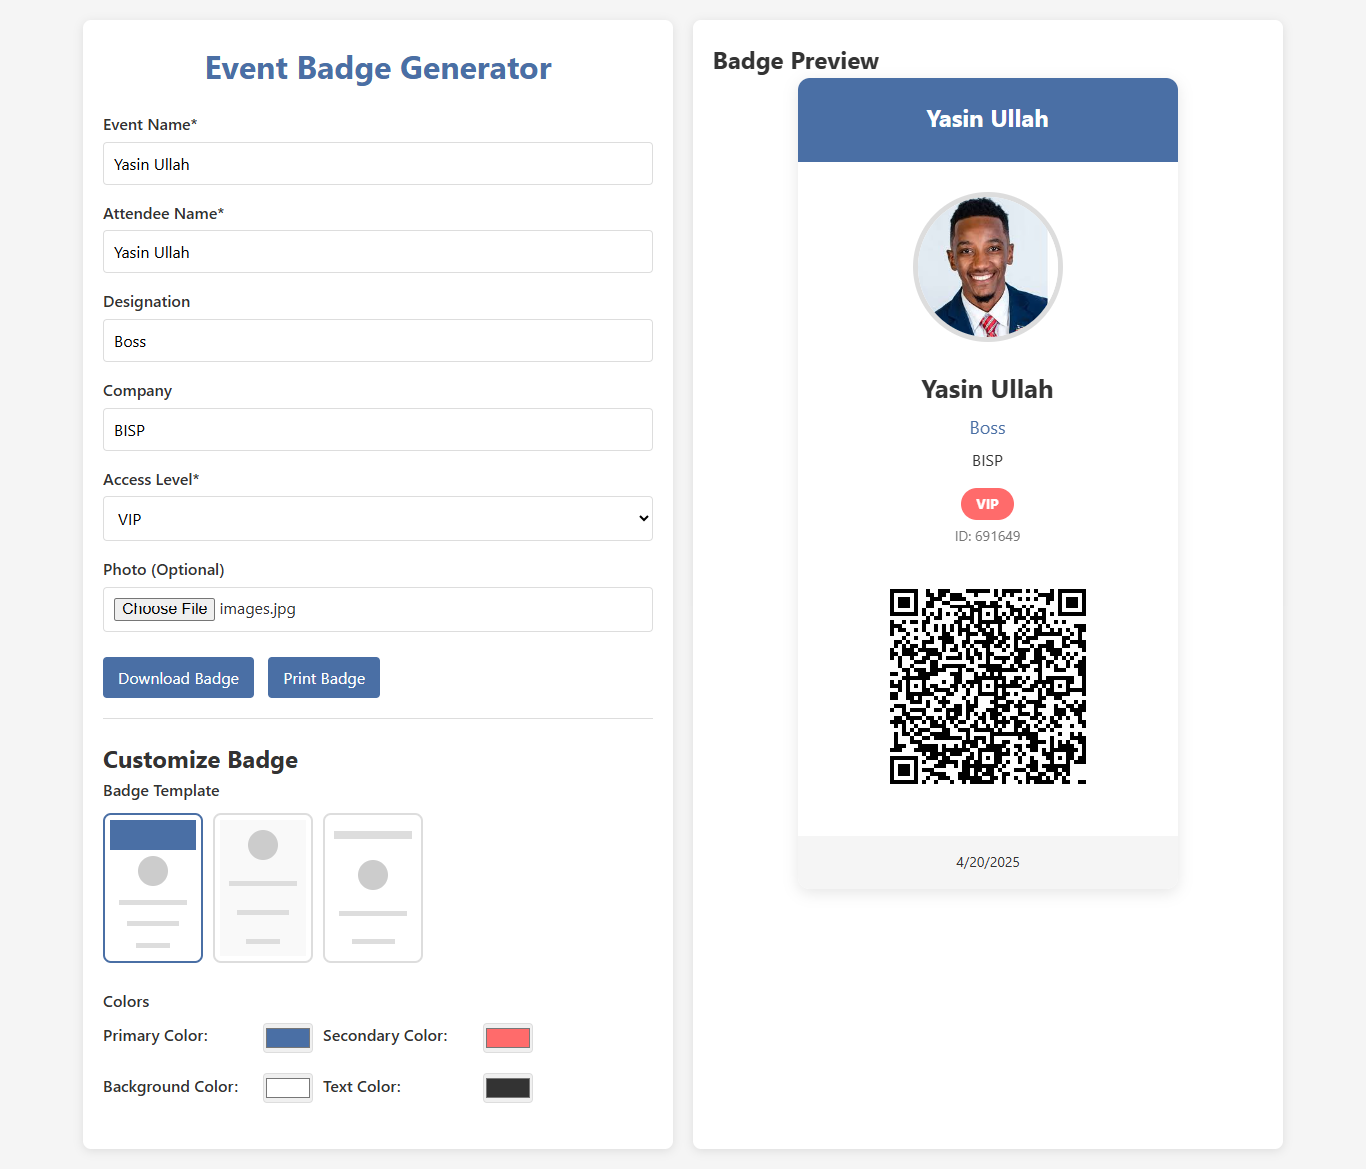 Event Badge Generator
Event Name*
Yasin Ullah
Attendee Name*
Yasin Ullah
Designation
Boss
Company
BISP
Access Level*
VIP
Photo (Optional)
Choose File images.jpg
Download Badge Print Badge
Customize Badge
Badge Template
Colors
Primary Color: Secondary Color:
Background Color: Text Color:
Badge Preview
Yasin Ullah
Yasin Ullah
Boss
BISP
VIP
ID: 691649
4/20/2025